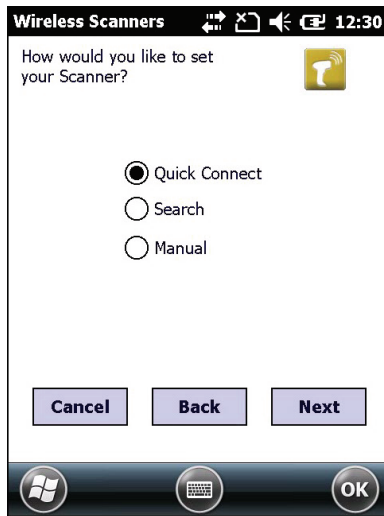 Wireless Scanners 12:30
How would you like to set
your Scanner?
Quick Connect
Search
Manual
Cancel Back Next
OK